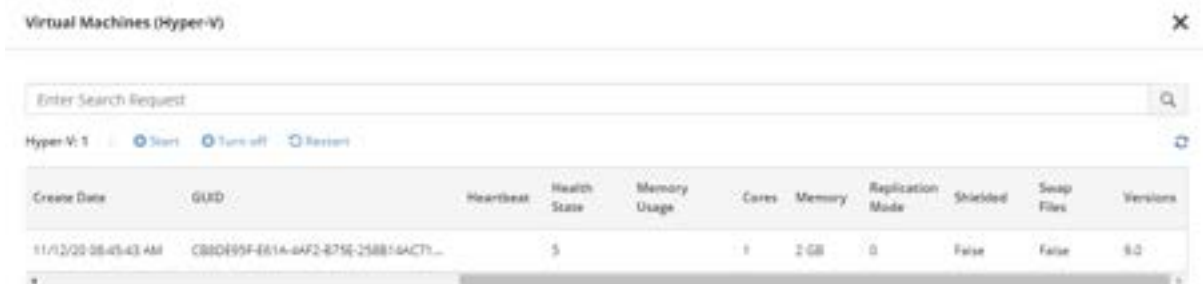 Virtual Machines (Hyper-V)
Enter Search Request
Hyper-V: 1 Start Turn off Restart
Create Date GUID Heartbeat Health State Memory Usage Cores Memory Replication Mode Shielded Swap Files Versions
11/12/20 08:45:43 AM 5 1 2 GB 0 False False 9.0